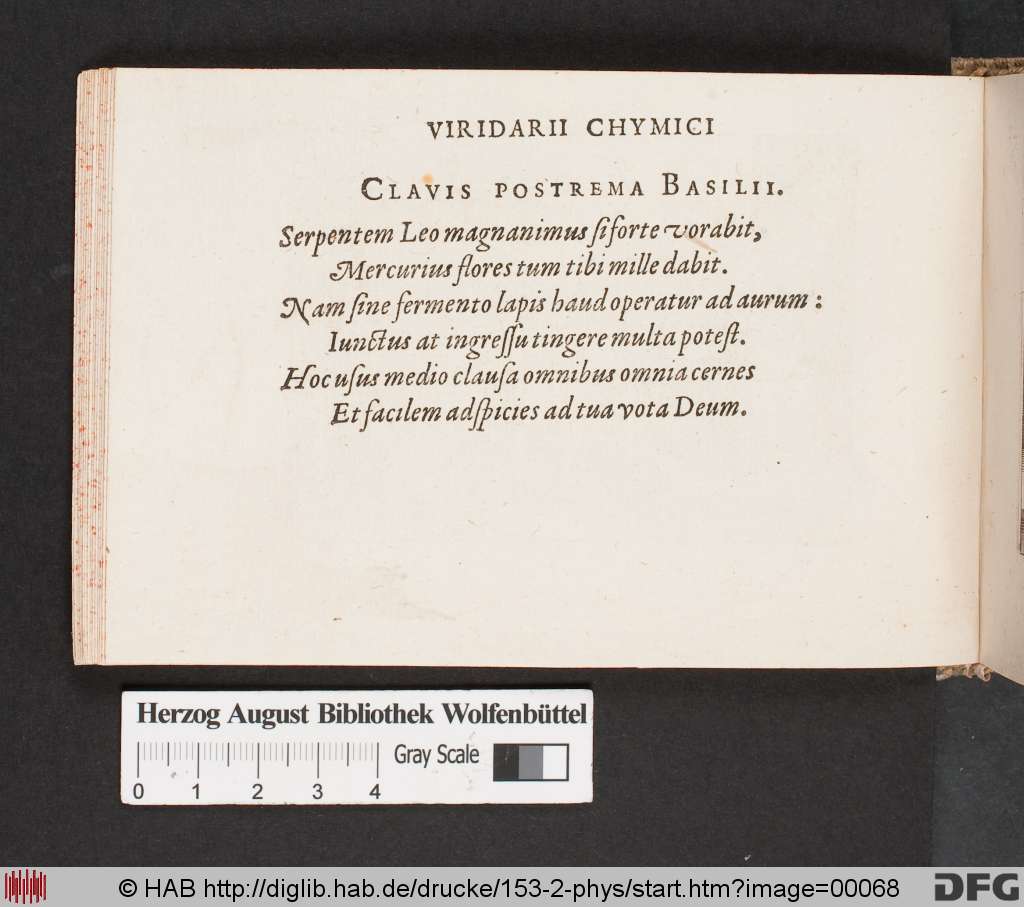 VIRIDARII CHYMICI
CLAVIS POSTREMA BASILII.
Serpentem Leo magnanimus ſi forte vorabit,
Mercurius flores tum tibi mille dabit.
Nam ſine fermento lapis haud operatur ad aurum :
Iunctus at ingreſſu tingere multa poteſt.
Hoc uſus medio clauſa omnibus omnia cernes
Et facilem adſpicies ad tua vota Deum.
Herzog August Bibliothek Wolfenbüttel
Gray Scale
0 1 2 3 4
© HAB http://diglib.hab.de/drucke/153-2-phys/start.htm?image=00068
DFG